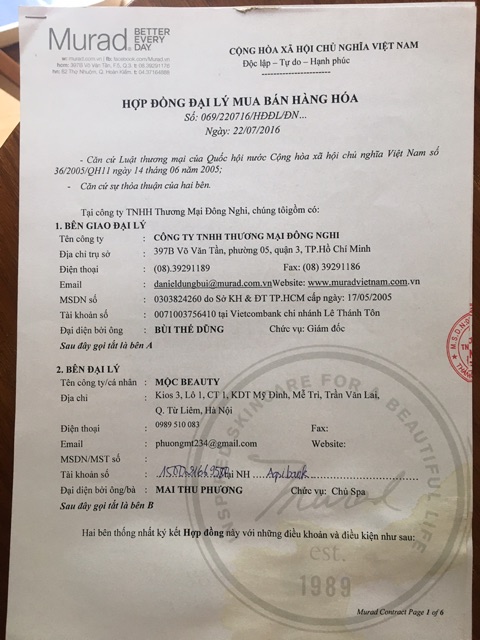 Murad. BETTER EVERY DAY.
CỘNG HÒA XÃ HỘI CHỦ NGHĨA VIỆT NAM
Độc lập – Tự do – Hạnh phúc
HỢP ĐỒNG ĐẠI LÝ MUA BÁN HÀNG HÓA
Số: 069/220716/HĐĐL/ĐN...
Ngày: 22/07/2016
- Căn cứ Luật thương mại của Quốc hội nước Cộng hòa xã hội chủ nghĩa Việt Nam số
36/2005/QH11 ngày 14 tháng 06 năm 2005;
- Căn cứ sự thỏa thuận của hai bên.
Tại công ty TNHH Thương Mại Đông Nghi, chúng tôigồm có:
1. BÊN GIAO ĐẠI LÝ
Tên công ty : CÔNG TY TNHH THƯƠNG MẠI ĐÔNG NGHI
Địa chỉ trụ sở : 397B Võ Văn Tần, phường 05, quận 3, TP.Hồ Chí Minh
Điện thoại : (08).39291189 Fax: (08) 39291186
Email : danieldungbui@murad.com.vnWebsite: www.muradvietnam.com.vn
MSDN số : 0303824260 do Sở KH & ĐT TP.HCM cấp ngày: 17/05/2005
Tài khoản số : 0071003756410 tại Vietcombank chi nhánh Lê Thánh Tôn
Đại diện bởi ông : BÙI THẾ DŨNG Chức vụ: Giám đốc
Sau đây gọi tắt là bên A
2. BÊN ĐẠI LÝ
Tên công ty/cá nhân : MỘC BEAUTY
Địa chỉ : Kios 3, Lô 1, CT 1, KDT Mỹ Đình, Mễ Trì, Trần Văn Lai,
Q. Từ Liêm, Hà Nội
Điện thoại : 0989 510 083 Fax:
Email : phuongmt234@gmail.com Website:
MSDN/MST số :
Tài khoản số : tại NH
Đại diện bởi ông/bà : MAI THU PHƯƠNG Chức vụ: Chủ Spa
Sau đây gọi tắt là bên B
Hai bên thống nhất ký kết Hợp đồng này với những điều khoản và điều kiện như sau:
INSPIRED SKINCARE FOR A BEAUTIFUL LIFE
Murad
est.
1989
Murad Contract Page 1 of 6